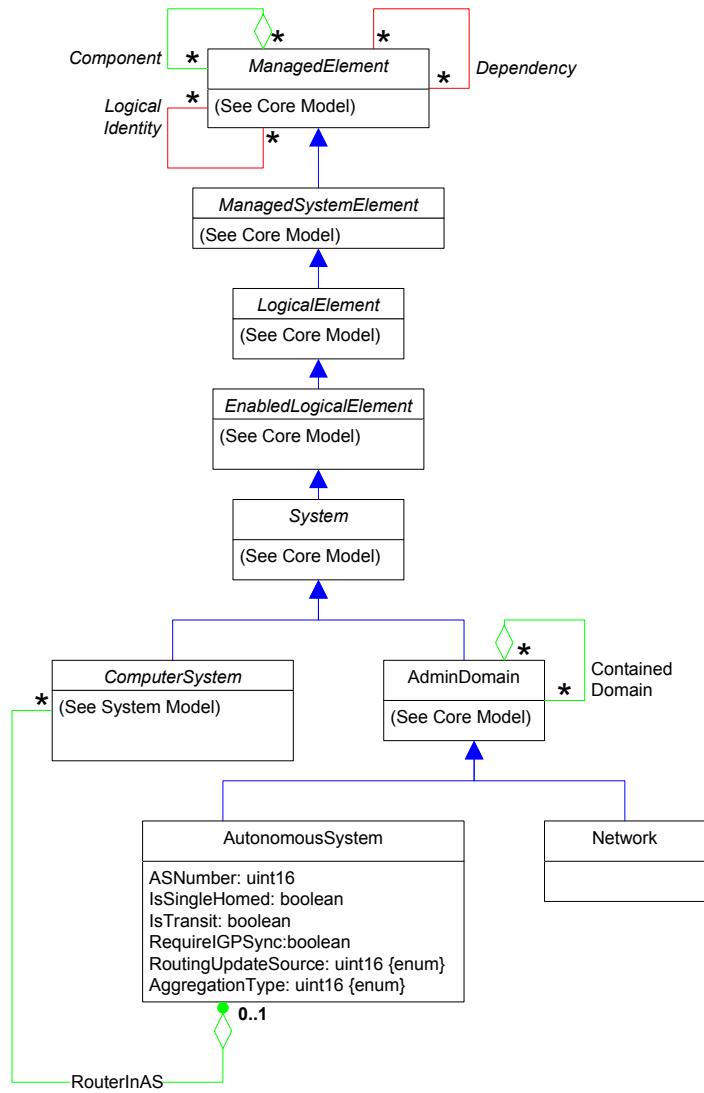 Component
*
*
ManagedElement
*
*
Dependency
(See Core Model)
Logical
Identity
*
*
ManagedSystemElement
(See Core Model)
LogicalElement
(See Core Model)
EnabledLogicalElement
(See Core Model)
System
(See Core Model)
ComputerSystem
(See System Model)
*
AdminDomain
(See Core Model)
*
*
Contained
Domain
AutonomousSystem
ASNumber: uint16
IsSingleHomed: boolean
IsTransit: boolean
RequireIGPSync:boolean
RoutingUpdateSource: uint16 {enum}
AggregationType: uint16 {enum}
Network
0..1
RouterInAS